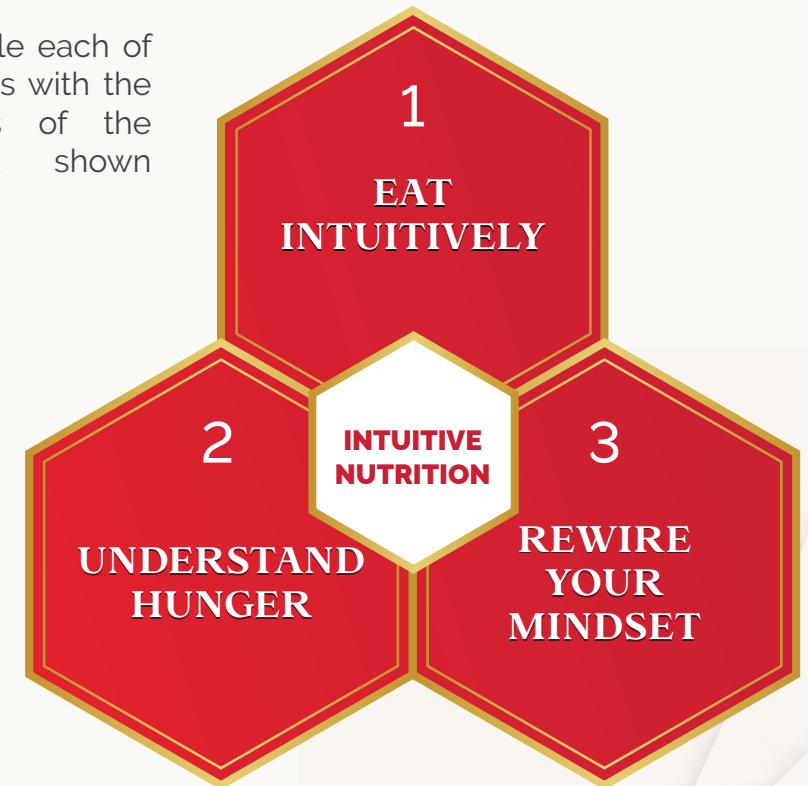 each of
with the
of the
shown
1
EAT
INTUITIVELY
2
UNDERSTAND
HUNGER
INTUITIVE
NUTRITION
3
REWIRE
YOUR
MINDSET